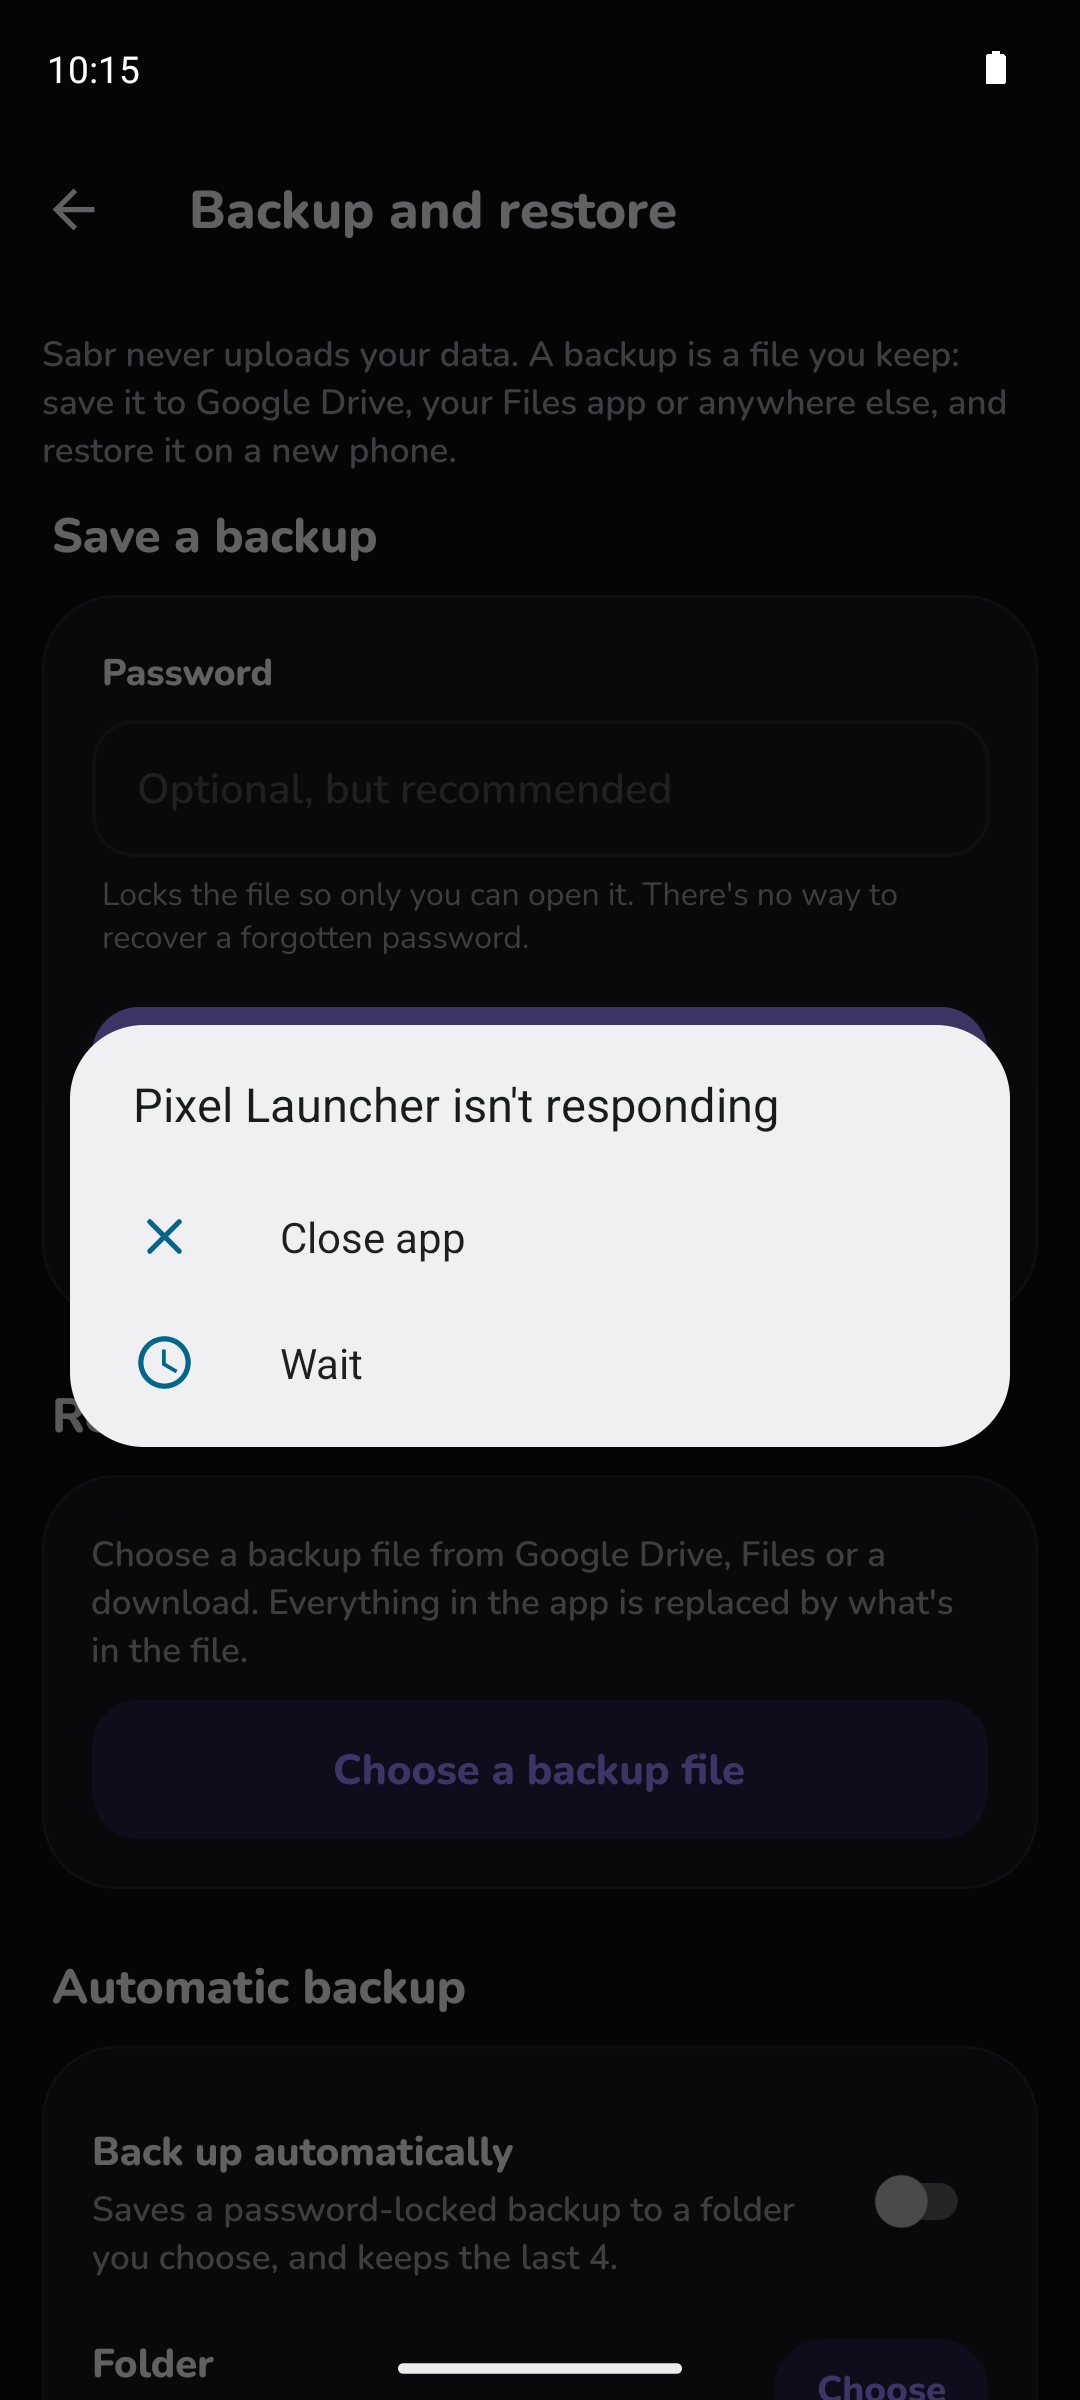 10:15
Backup and restore
Sabr never uploads your data. A backup is a file you keep:
save it to Google Drive, your Files app or anywhere else, and
restore it on a new phone.
Save a backup
Password
Optional, but recommended
Locks the file so only you can open it. There's no way to
recover a forgotten password.
Pixel Launcher isn't responding
Close app
Wait
Choose a backup file from Google Drive, Files or a
download. Everything in the app is replaced by what's
in the file.
Choose a backup file
Automatic backup
Back up automatically
Saves a password-locked backup to a folder
you choose, and keeps the last 4.
Folder
Choose